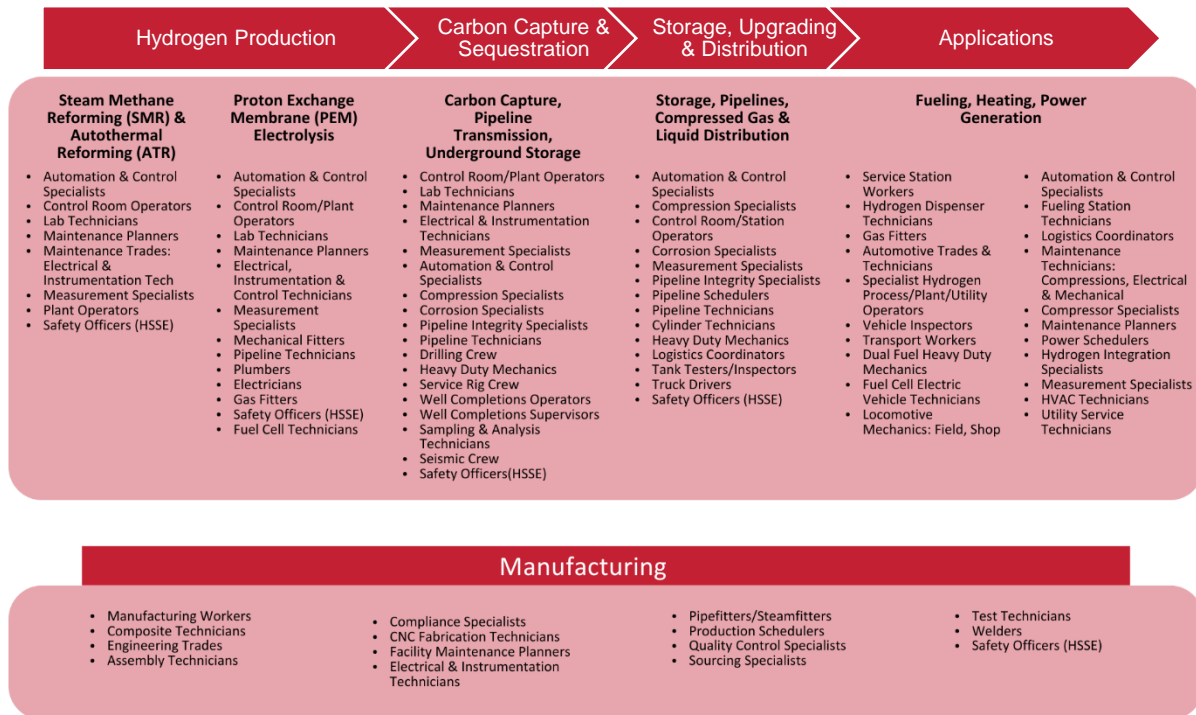 Hydrogen Production
Carbon Capture &
Sequestration
Storage, Upgrading
& Distribution
Applications
Steam Methane
Reforming (SMR) &
Autothermal
Reforming (ATR)
• Automation & Control
Specialists
• Control Room Operators
• Lab Technicians
• Maintenance Planners
• Maintenance Trades:
Electrical &
Instrumentation Tech
• Measurement Specialists
• Plant Operators
• Safety Officers (HSSE)
Proton Exchange
Membrane (PEM)
Electrolysis
• Automation & Control
Specialists
• Control Room/Plant
Operators
• Lab Technicians
• Maintenance Planners
• Electrical,
Instrumentation &
Control Technicians
• Measurement
Specialists
• Mechanical Fitters
• Pipeline Technicians
• Plumbers
• Electricians
• Gas Fitters
• Safety Officers (HSSE)
• Fuel Cell Technicians
Carbon Capture,
Pipeline
Transmission,
Underground Storage
• Control Room/Plant Operators
• Lab Technicians
• Maintenance Planners
• Electrical & Instrumentation
Technicians
• Measurement Specialists
• Automation & Control
Specialists
• Compression Specialists
• Corrosion Specialists
• Pipeline Integrity Specialists
• Pipeline Technicians
• Drilling Crew
• Heavy Duty Mechanics
• Service Rig Crew
• Well Completions Operators
• Well Completions Supervisors
• Sampling & Analysis
Technicians
• Seismic Crew
• Safety Officers(HSSE)
Storage, Pipelines,
Compressed Gas &
Liquid Distribution
• Automation & Control
Specialists
• Compression Specialists
• Control Room/Station
Operators
• Corrosion Specialists
• Measurement Specialists
• Pipeline Integrity Specialists
• Pipeline Schedulers
• Pipeline Technicians
• Cylinder Technicians
• Heavy Duty Mechanics
• Logistics Coordinators
• Tank Testers/Inspectors
• Truck Drivers
• Safety Officers (HSSE)
Fueling, Heating, Power
Generation
• Service Station
Workers
• Hydrogen Dispenser
Technicians
• Gas Fitters
• Automotive Trades &
Technicians
• Specialist Hydrogen
Process/Plant/Utility
Operators
• Vehicle Inspectors
• Transport Workers
• Dual Fuel Heavy Duty
Mechanics
• Fuel Cell Electric
Vehicle Technicians
• Locomotive
Mechanics: Field, Shop
• Automation & Control
Specialists
• Fueling Station
Technicians
• Logistics Coordinators
• Maintenance
Technicians:
Compressions, Electrical
& Mechanical
• Compressor Specialists
• Maintenance Planners
• Power Schedulers
• Hydrogen Integration
Specialists
• Measurement Specialists
• HVAC Technicians
• Utility Service
Technicians
Manufacturing
• Manufacturing Workers
• Composite Technicians
• Engineering Trades
• Assembly Technicians
• Compliance Specialists
• CNC Fabrication Technicians
• Facility Maintenance Planners
• Electrical & Instrumentation
Technicians
• Pipefitters/Steamfitters
• Production Schedulers
• Quality Control Specialists
• Sourcing Specialists
• Test Technicians
• Welders
• Safety Officers (HSSE)